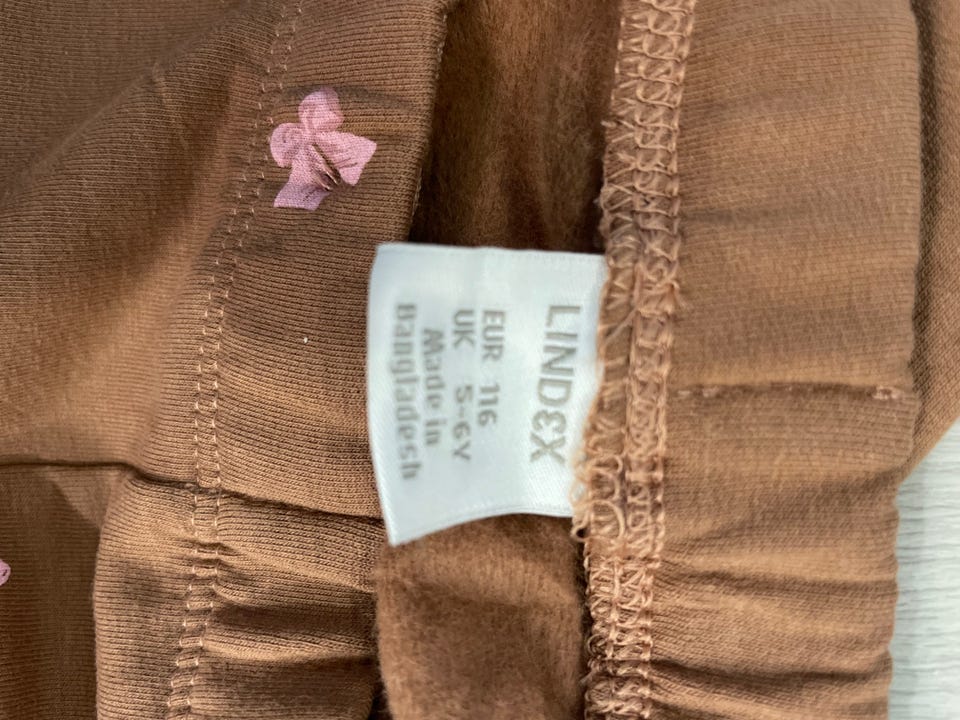 LINDEX
EUR 116
UK 5-6Y
Made in
Bangladesh